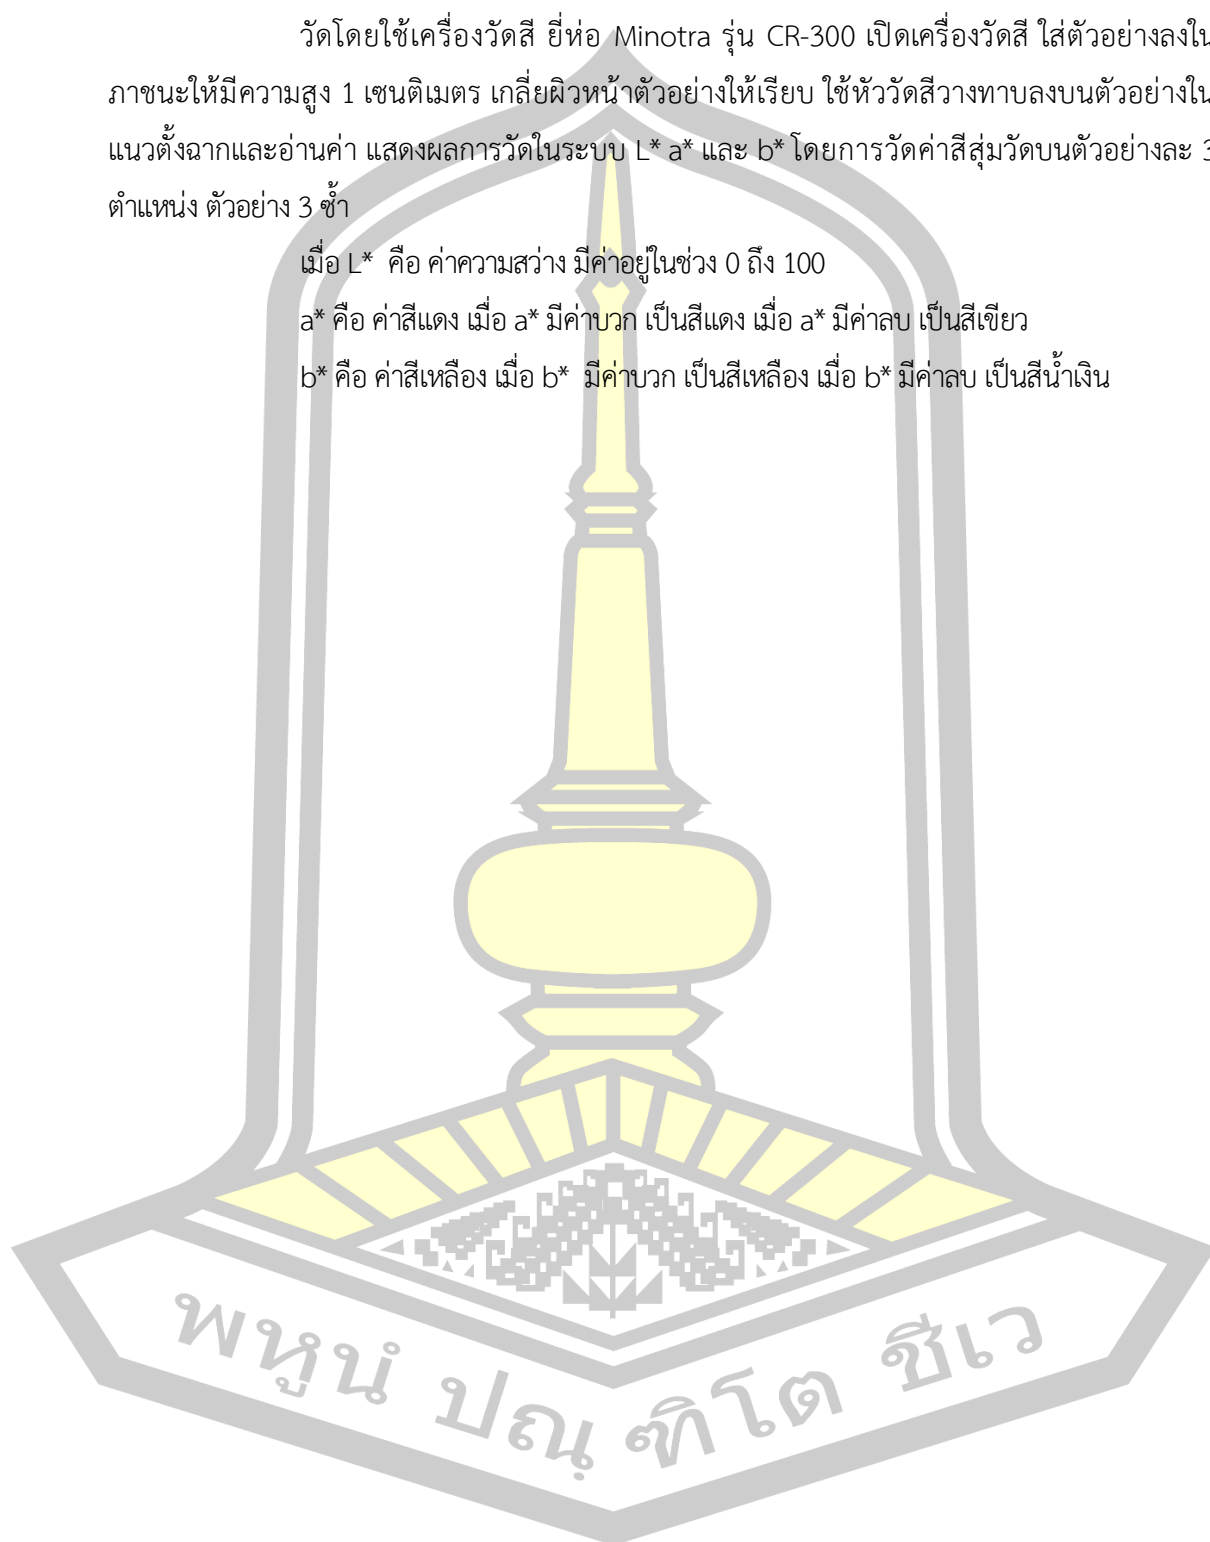 วัดโดยใช้เครื่องวัดสี ยี่ห่อ Minotra รุ่น CR-300 เปิดเครื่องวัดสี ใส่ตัวอย่างลงใน
ภาชนะให้มีความสูง 1 เซนติเมตร เกลี่ยผิวหน้าตัวอย่างให้เรียบ ใช้หัววัดสีวางทาบลงบนตัวอย่างใน
แนวตั้งฉากและอ่านค่า แสดงผลการวัดในระบบ L* a* และ b* โดยการวัดค่าสีสุ่มวัดบนตัวอย่างละ 3
ตำแหน่ง ตัวอย่าง 3 ซ้ำ
เมื่อ L* คือ ค่าความสว่าง มีค่าอยู่ในช่วง 0 ถึง 100
a* คือ ค่าสีแดง เมื่อ a* มีค่าบวก เป็นสีแดง เมื่อ a* มีค่าลบ เป็นสีเขียว
b* คือ ค่าสีเหลือง เมื่อ b* มีค่าบวก เป็นสีเหลือง เมื่อ b* มีค่าลบ เป็นสีน้ำเงิน
พหูนํ ปณฺฑิโต ชีเว